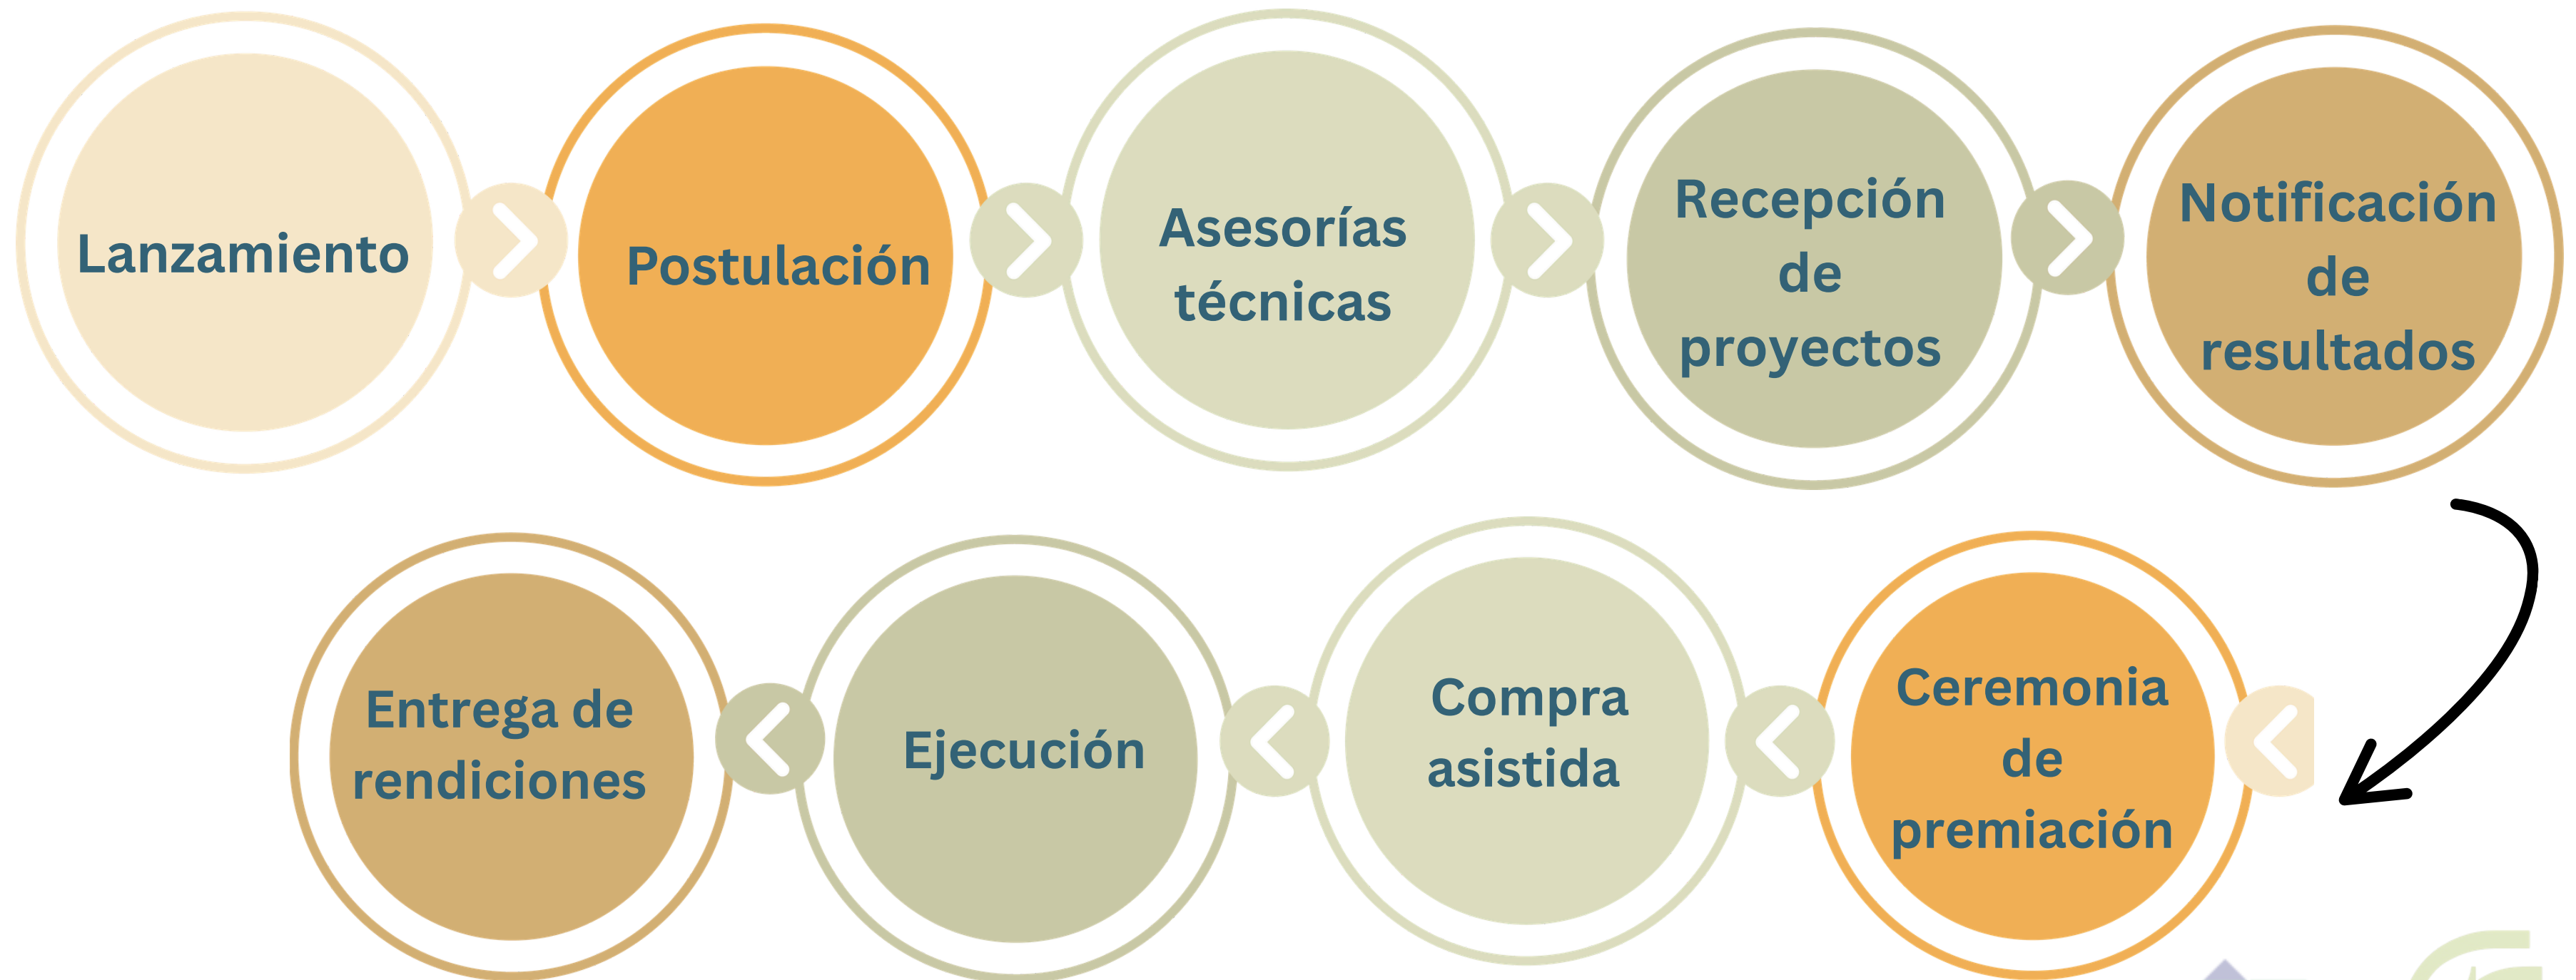 Lanzamiento
Postulación
Asesorías
técnicas
Recepción
de
proyectos
Notificación
de
resultados
Ceremonia
de
premiación
Compra
asistida
Ejecución
Entrega de
rendiciones